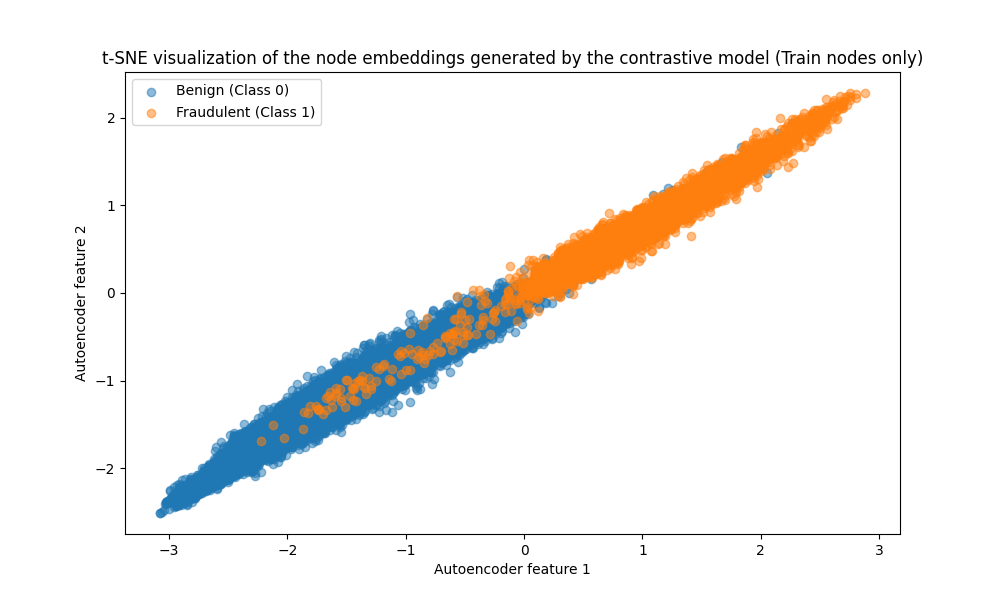 t-SNE visualization of the node embeddings generated by the contrastive model (Train nodes only)
Benign (Class 0)
Fraudulent (Class 1)
Autoencoder feature 2
2
1
0
−1
−2
−3
−2
−1
0
1
2
3
Autoencoder feature 1